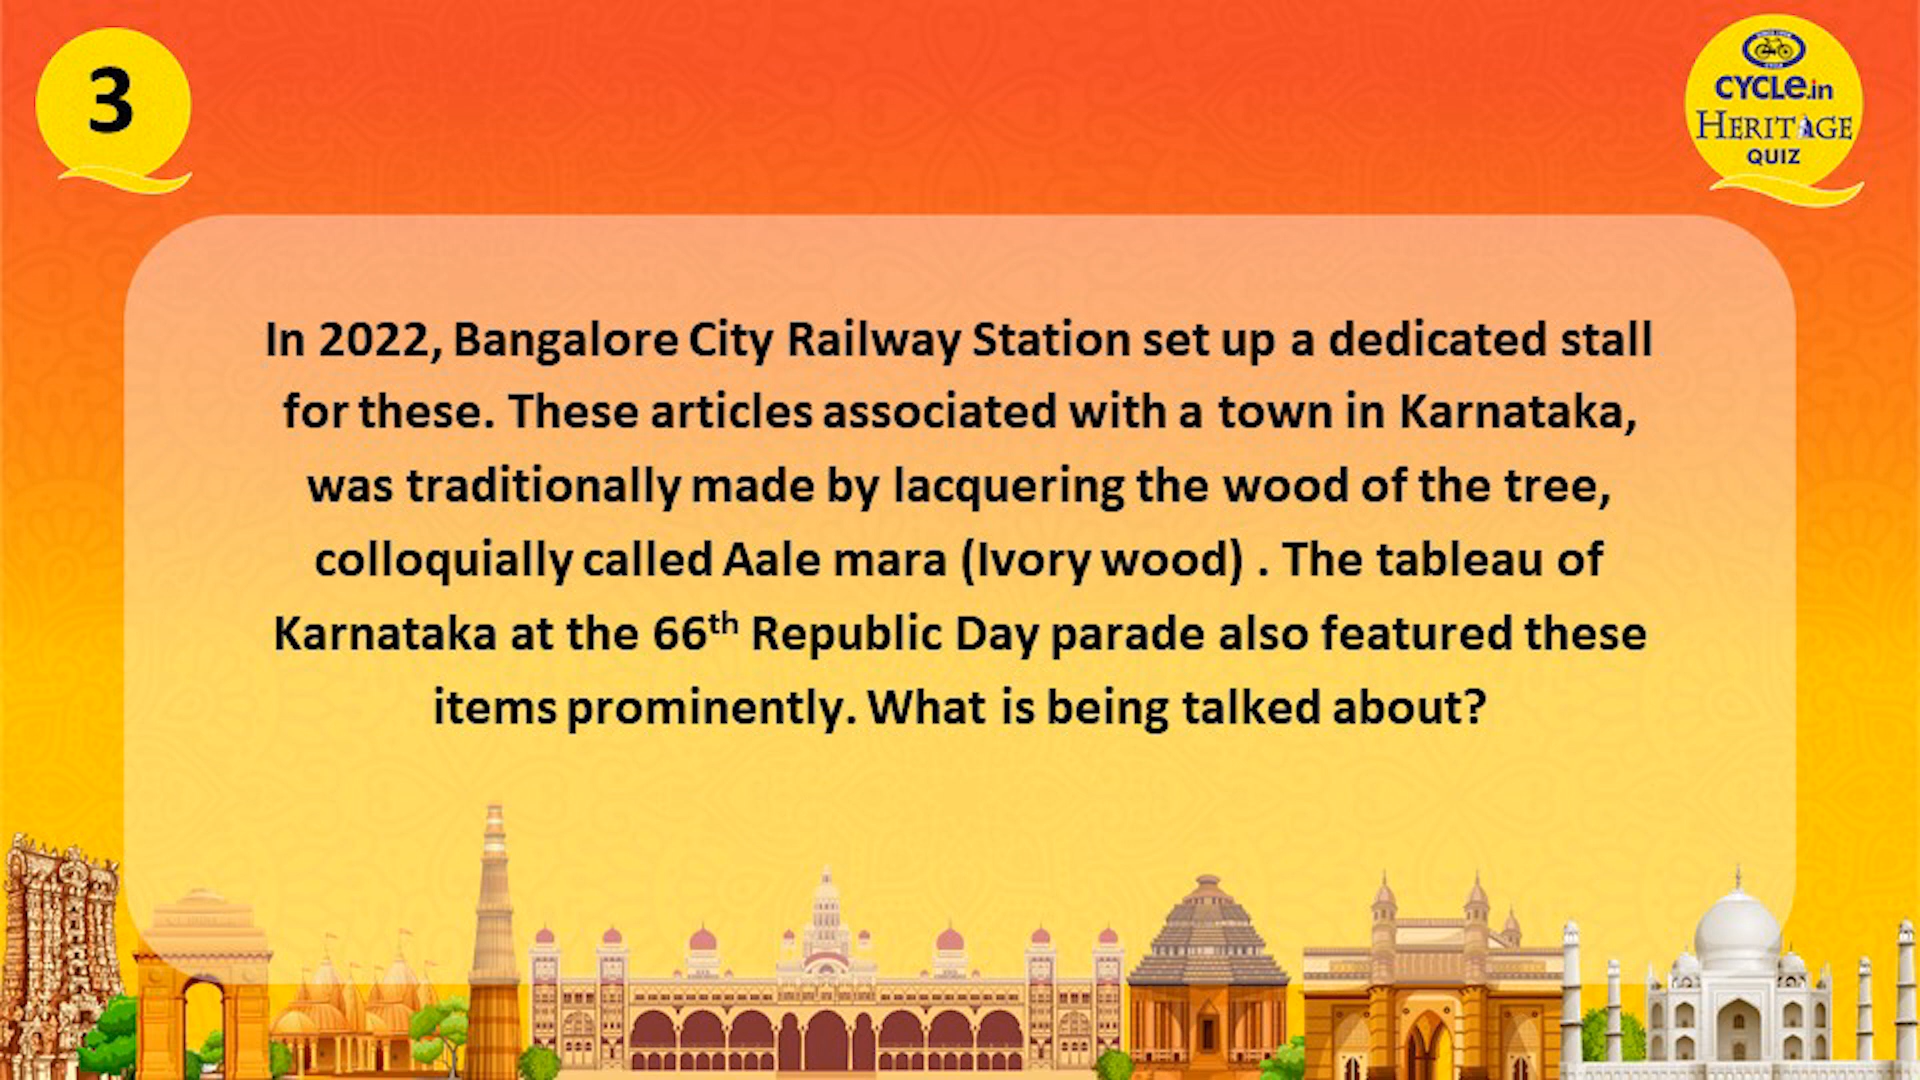 3
CYCLE.in
HERITAGE
QUIZ
In 2022, Bangalore City Railway Station set up a dedicated stall
for these. These articles associated with a town in Karnataka,
was traditionally made by lacquering the wood of the tree,
colloquially called Aale mara (Ivory wood) . The tableau of
Karnataka at the 66th Republic Day parade also featured these
items prominently. What is being talked about?